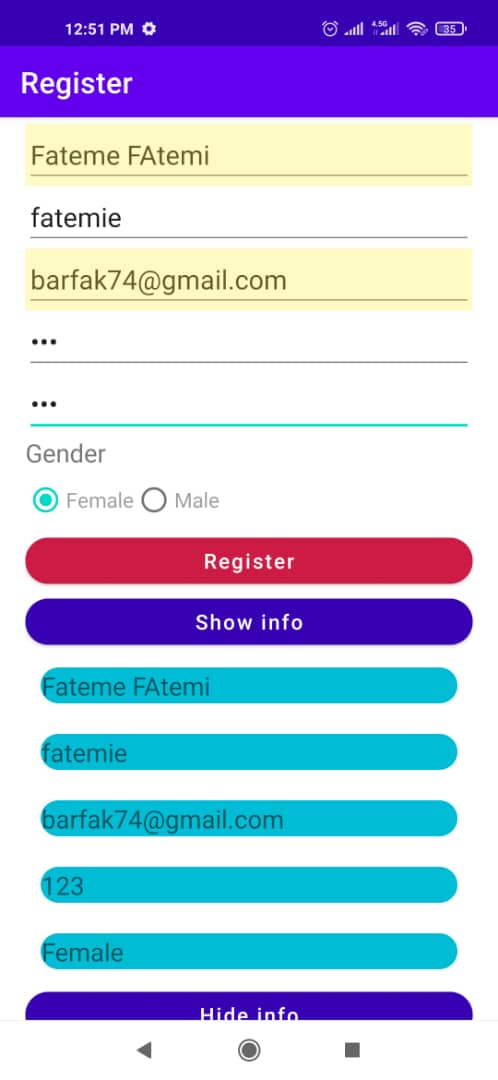 12:51 PM
4.5G
35
Register
Fateme FAtemi
fatemie
barfak74@gmail.com
•••
•••
Gender
Female Male
Register
Show info
Fateme FAtemi
fatemie
barfak74@gmail.com
123
Female
Hide info